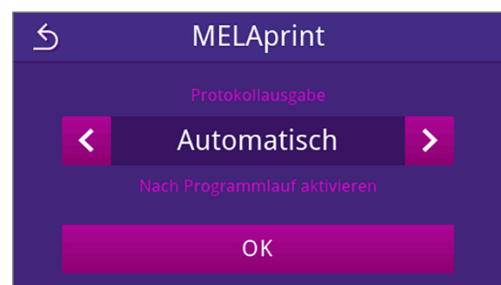 MELAprint
Protokollausgabe
Automatisch
Nach Programmlauf aktivieren
OK